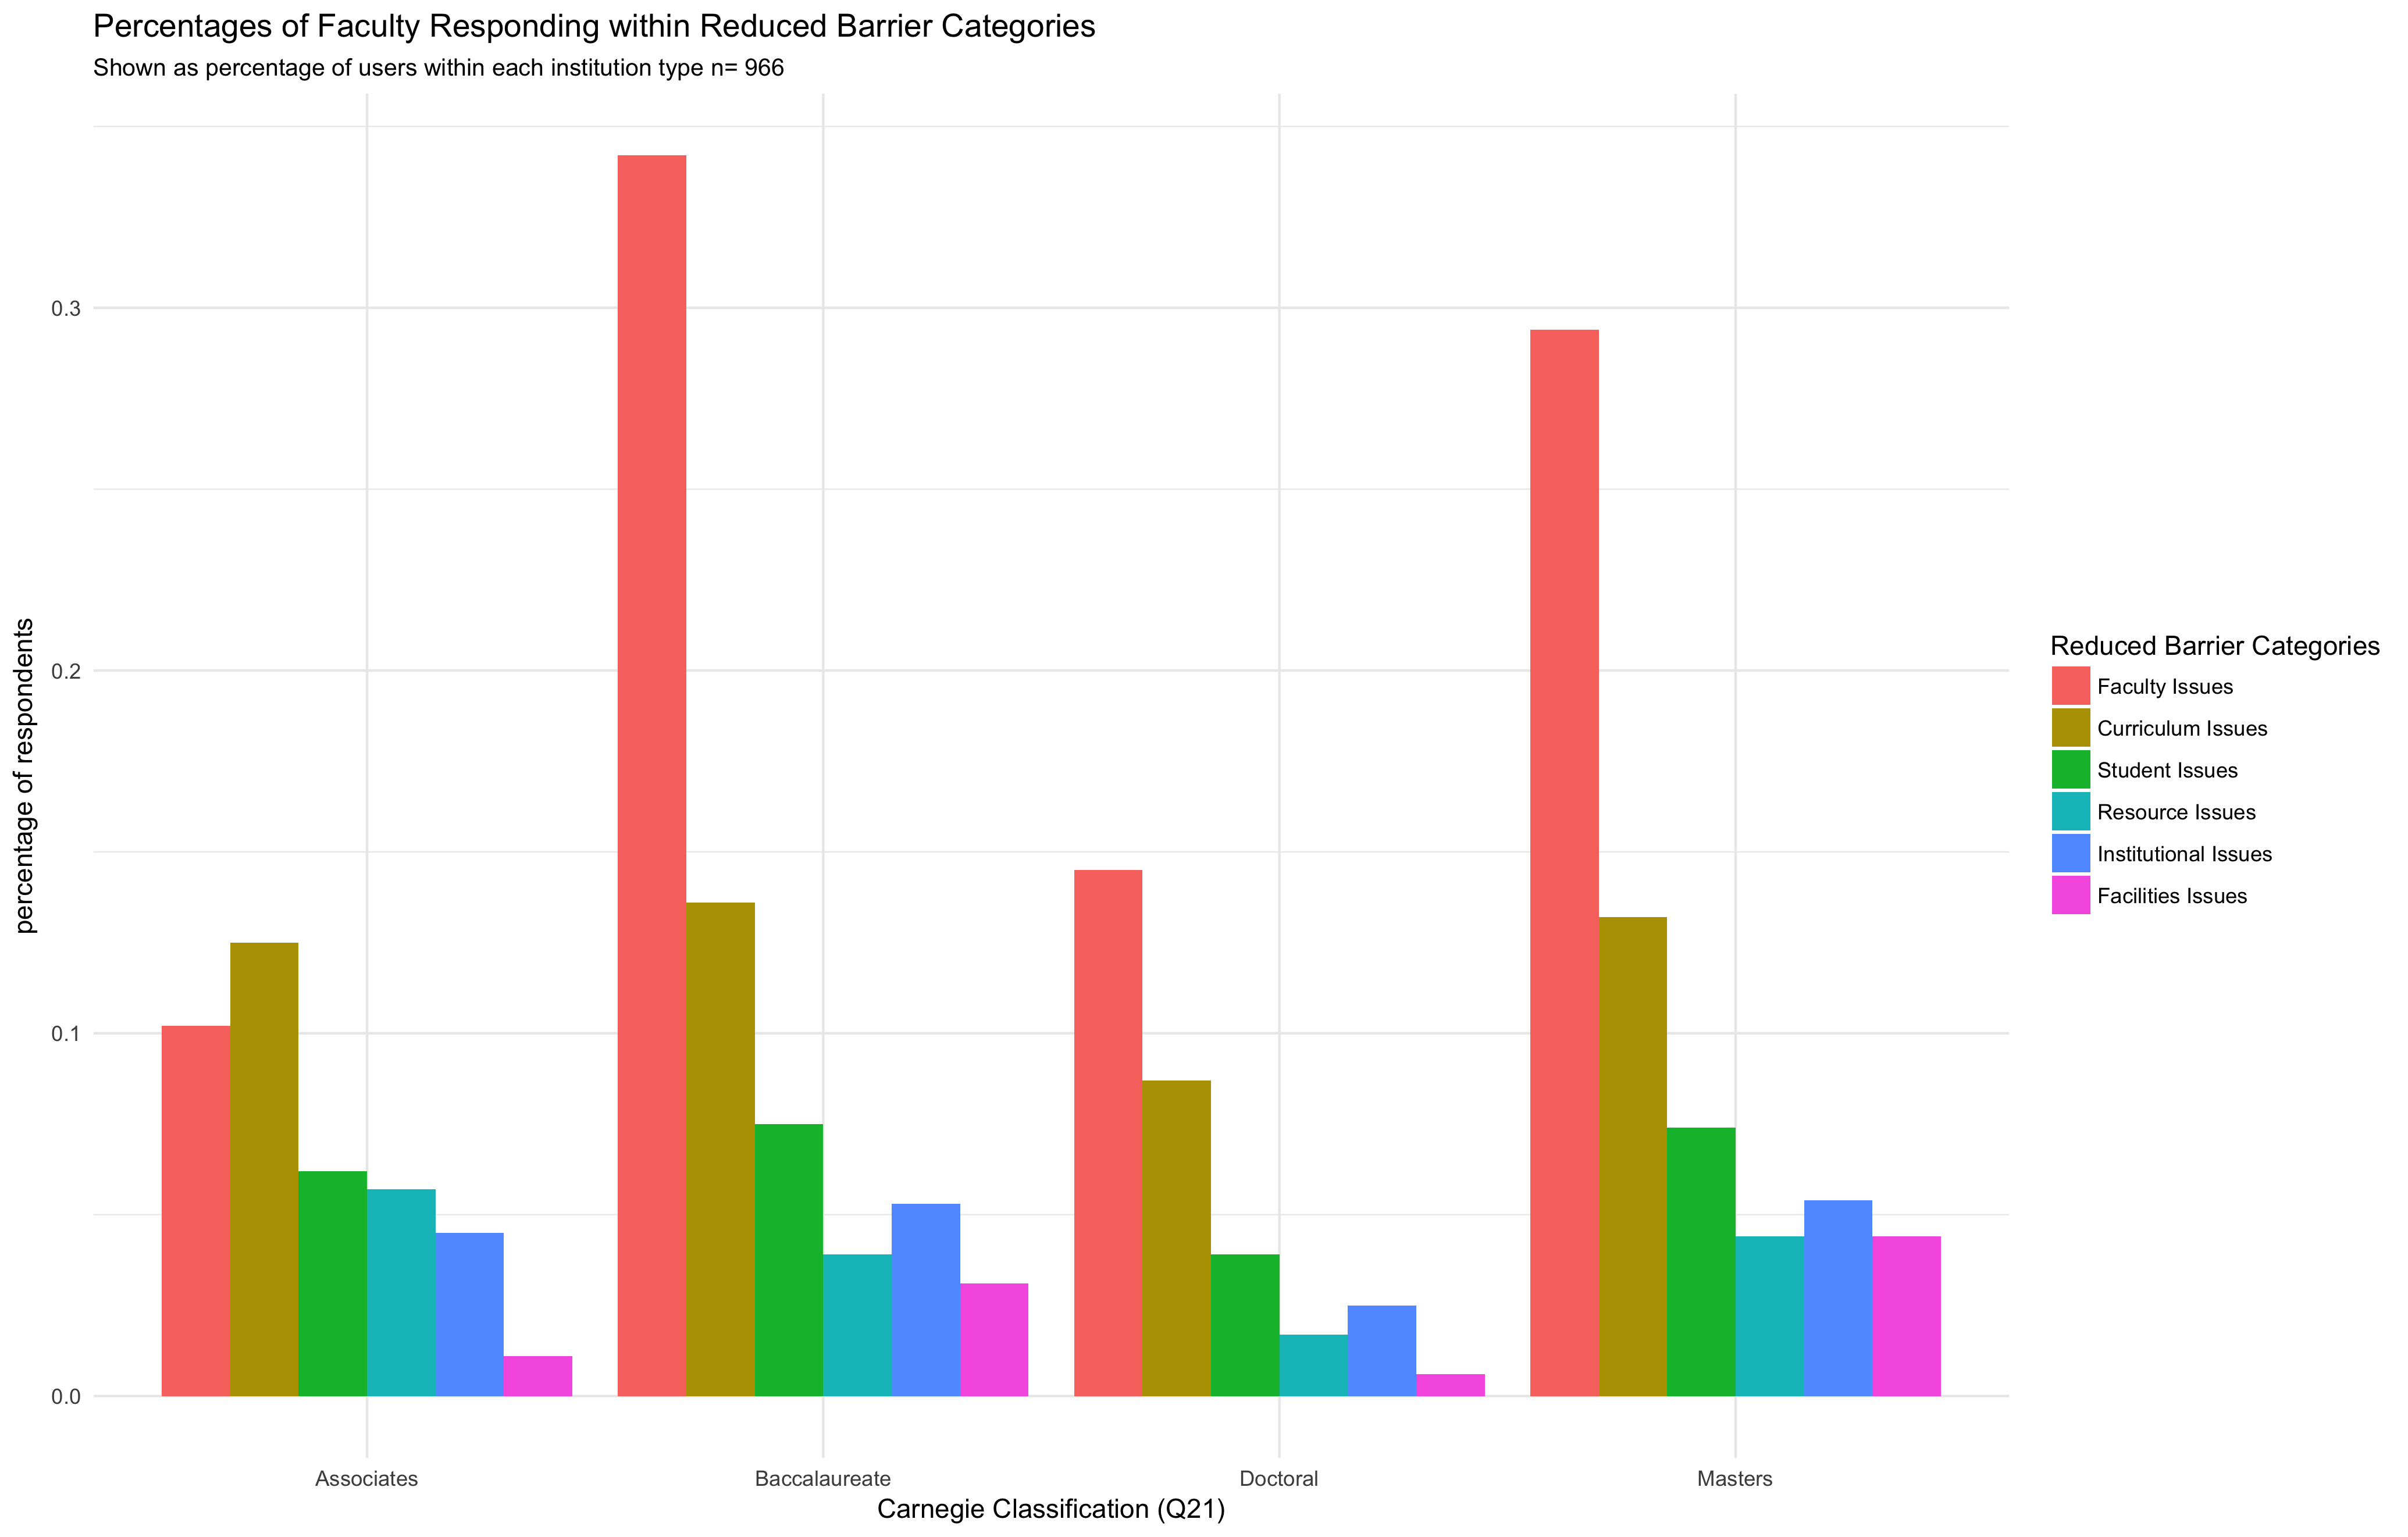 Percentages of Faculty Responding within Reduced Barrier Categories
Shown as percentage of users within each institution type n= 966
percentage of respondents
0.3
0.2
0.1
0.0
Associates
Baccalaureate
Doctoral
Masters
Carnegie Classification (Q21)
Reduced Barrier Categories
Faculty Issues
Curriculum Issues
Student Issues
Resource Issues
Institutional Issues
Facilities Issues